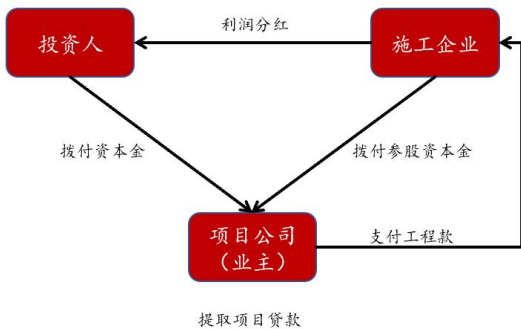 利润分红
投资人
施工企业
拨付资本金
拨付参股资本金
项目公司
（业主）
支付工程款
提取项目贷款